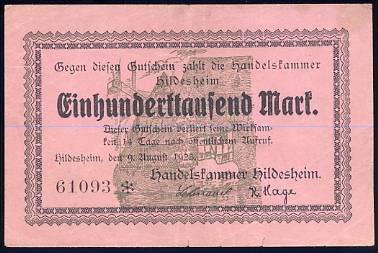 Gegen diesen Gutschein zahlt die Handelskammer
Hildesheim
Einhunderttausend Mark.
Dieser Gutschein verliert seine Wirksam-
keit 14 Tage nach öffentlichem Aufruf.
Hildesheim, den 9. August 1923.
Handelskammer Hildesheim.
61093 * R. Hage